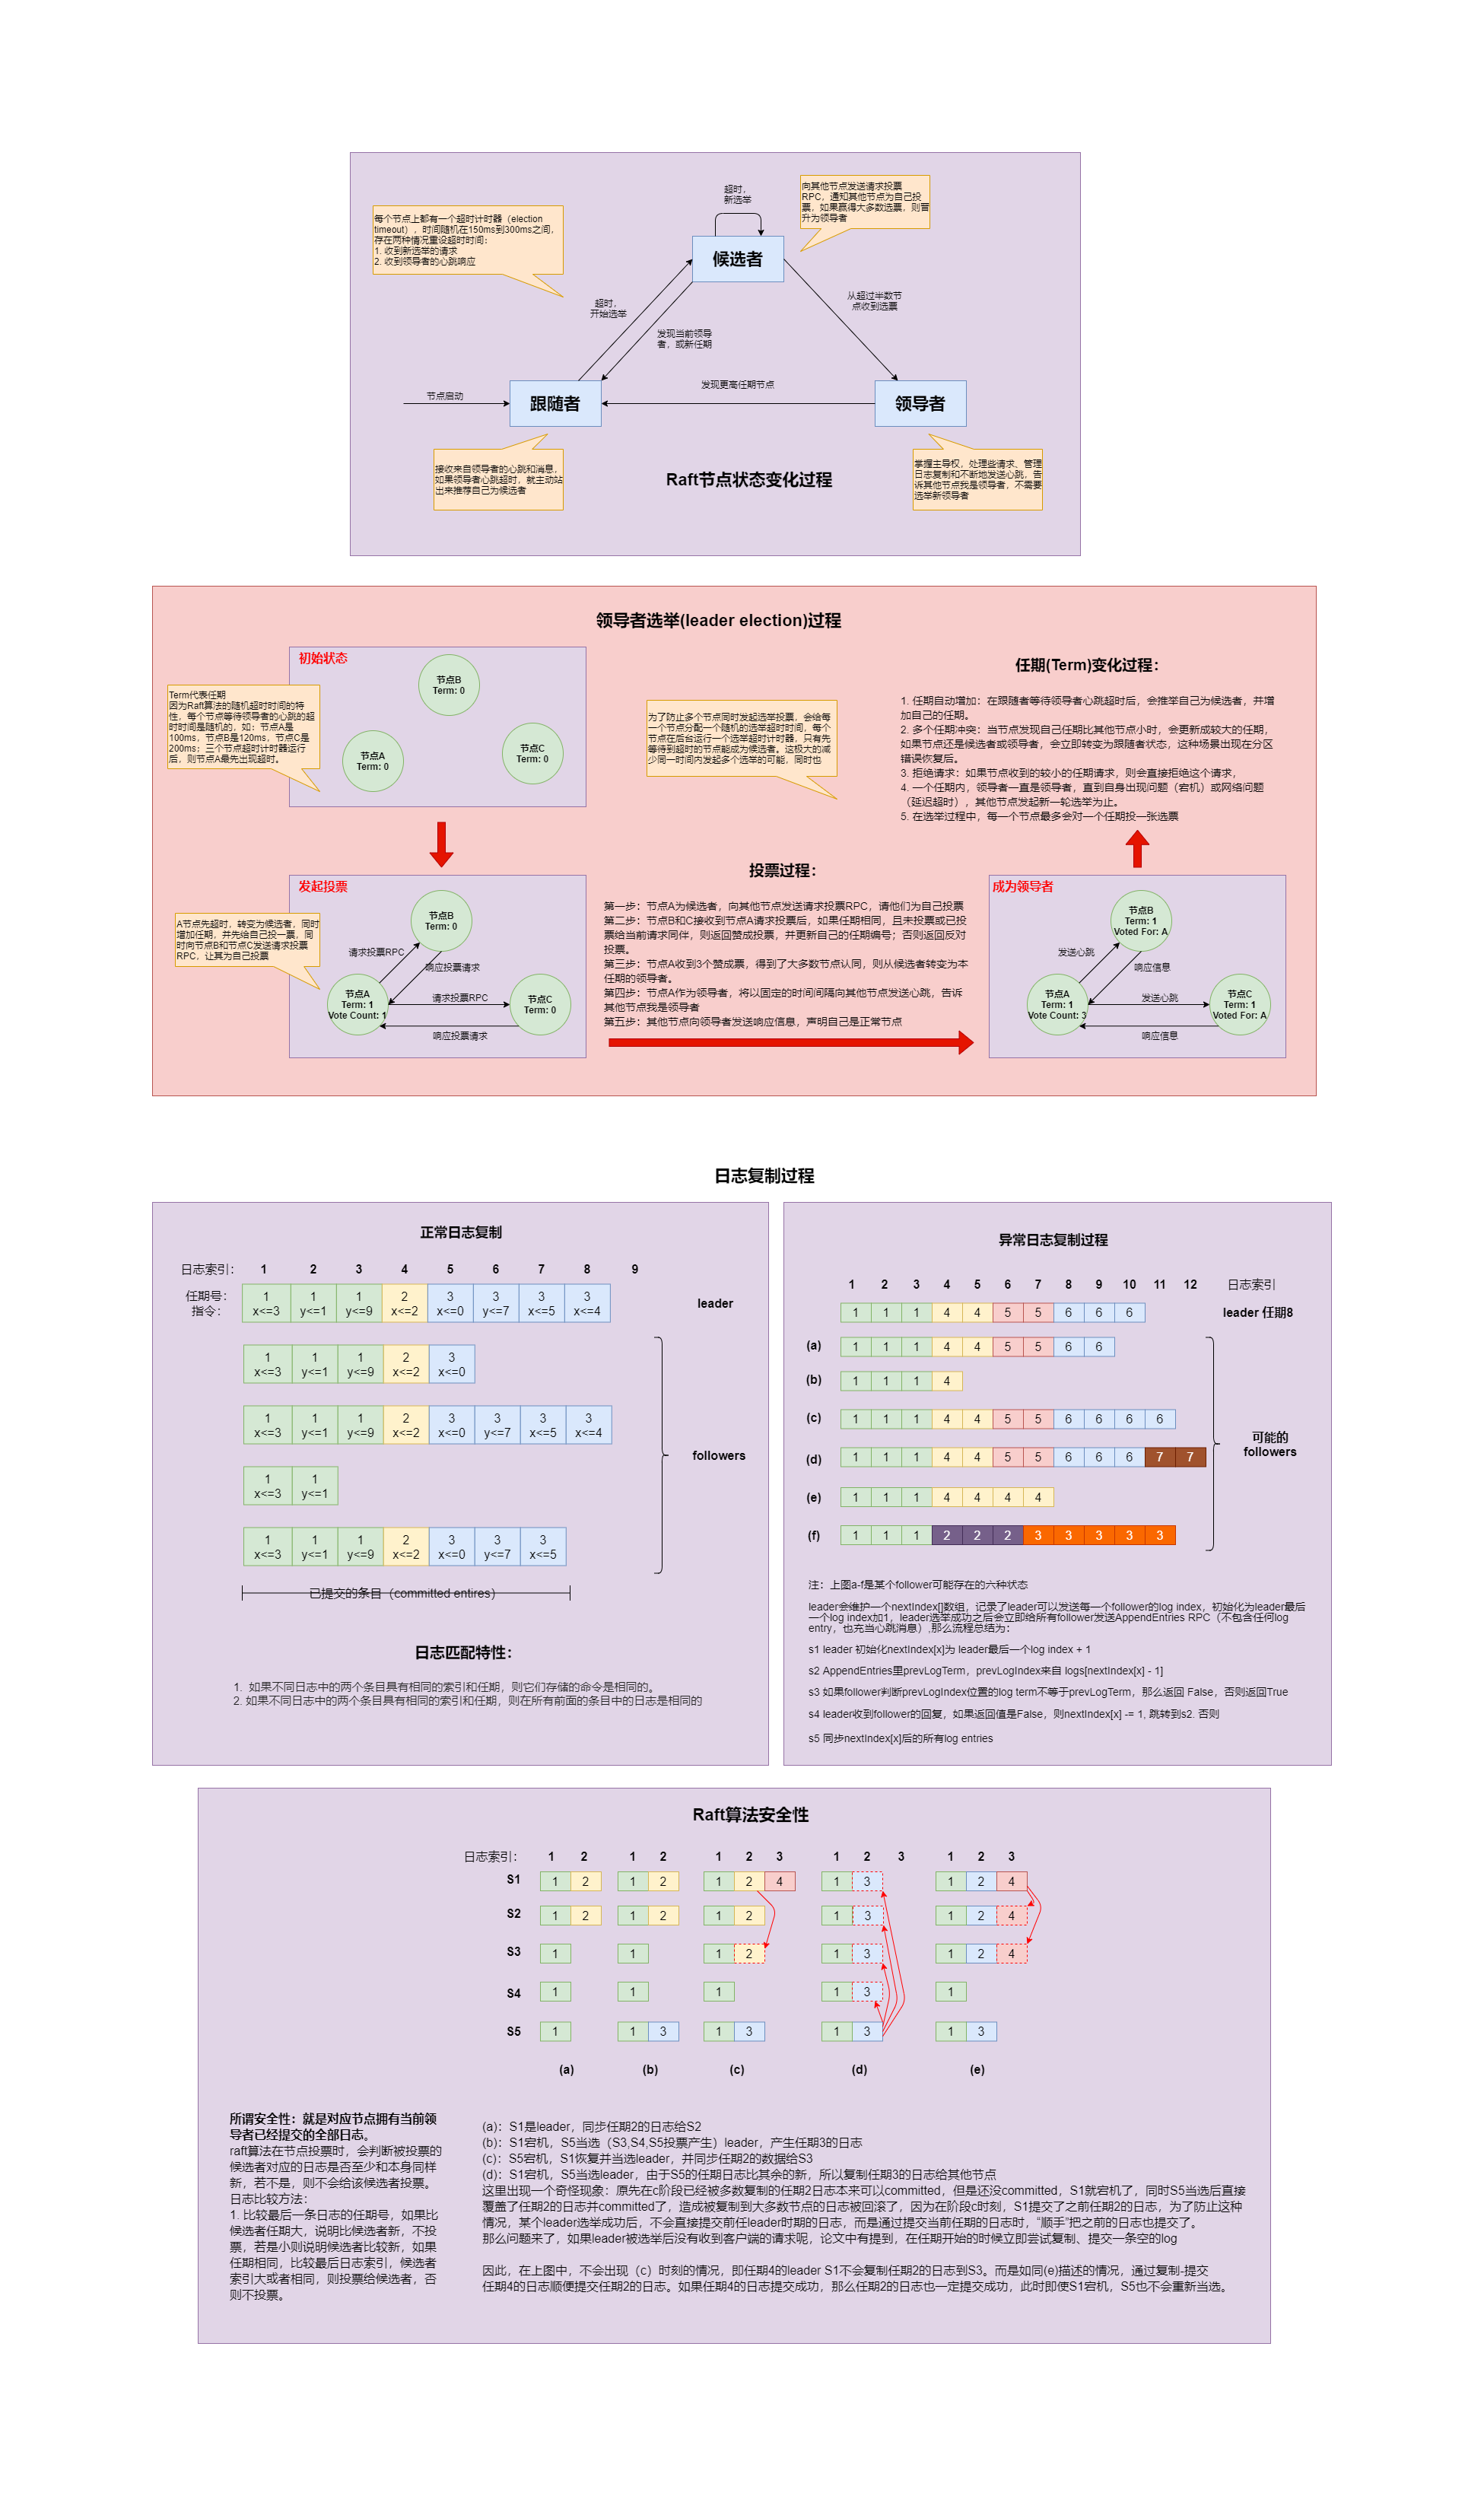 超时，
新选举
向其他节点发送请求投票
RPC，通知其他节点为自己投
票，如果赢得大多数选票，则晋
升为领导者
每个节点上都有一个超时计时器（election
timeout），时间随机在150ms到300ms之间，
存在两种情况重设超时时间：
1. 收到新选举的请求
2. 收到领导者的心跳响应
候选者
超时，
开始选举
从超过半数节
点收到选票
发现当前领导
者，或新任期
节点启动
跟随者
发现更高任期节点
领导者
接收来自领导者的心跳和消息，
如果领导者心跳超时，就主动站
出来推荐自己为候选者
Raft节点状态变化过程
掌握主导权，处理些请求、管理
日志复制和不断地发送心跳，告
诉其他节点我是领导者，不需要
选举新领导者
领导者选举(leader election)过程
初始状态
节点B
Term: 0
节点A
Term: 0
节点C
Term: 0
Term代表任期
因为Raft算法的随机超时时间的特
性，每个节点等待领导者的心跳的超
时时间是随机的，如：节点A是
100ms，节点B是120ms，节点C是
200ms；三个节点超时计时器运行
后，则节点A最先出现超时。
为了防止多个节点同时发起选举投票，会给每
一个节点分配一个随机的选举超时时间，每个
节点在后台运行一个选举超时计时器，只有先
等待到超时的节点能成为候选者。这极大的减
少同一时间内发起多个选举的可能，同时也
任期(Term)变化过程：
1. 任期自动增加：在跟随者等待领导者心跳超时后，会推举自己为候选者，并增
加自己的任期。
2. 多个任期冲突：当节点发现自己任期比其他节点小时，会更新成较大的任期，
如果节点还是候选者或领导者，会立即转变为跟随者状态，这种场景出现在分区
错误恢复后。
3. 拒绝请求：如果节点收到的较小的任期请求，则会直接拒绝这个请求，
4. 一个任期内，领导者一直是领导者，直到自身出现问题（宕机）或网络问题
（延迟超时），其他节点发起新一轮选举为止。
5. 在选举过程中，每一个节点最多会对一个任期投一张选票
发起投票
A节点先超时，转变为候选者，同时
增加任期，并先给自己投一票，同
时向节点B和节点C发送请求投票
RPC，让其为自己投票
节点B
Term: 0
请求投票RPC
响应投票请求
节点A
Term: 1
Vote Count: 1
请求投票RPC
节点C
Term: 0
响应投票请求
投票过程：
第一步：节点A为候选者，向其他节点发送请求投票RPC，请他们为自己投票
第二步：节点B和C接收到节点A请求投票后，如果任期相同，且未投票或已投
票给当前请求同伴，则返回赞成投票，并更新自己的任期编号；否则返回反对
投票。
第三步：节点A收到3个赞成票，得到了大多数节点认同，则从候选者转变为本
任期的领导者。
第四步：节点A作为领导者，将以固定的时间间隔向其他节点发送心跳，告诉
其他节点我是领导者
第五步：其他节点向领导者发送响应信息，声明自己是正常节点
成为领导者
节点B
Term: 1
Voted For: A
发送心跳
响应信息
节点A
Term: 1
Vote Count: 3
发送心跳
节点C
Term: 1
Voted For: A
响应信息
日志复制过程
正常日志复制
日志索引： 1 2 3 4 5 6 7 8 9
任期号： 1 1 1 2 3 3 3 3
指令： x<=3 y<=1 y<=9 x<=2 x<=0 y<=7 x<=5 x<=4
leader
1 1 1 2 3
x<=3 y<=1 y<=9 x<=2 x<=0
1 1 1 2 3 3 3 3
x<=3 y<=1 y<=9 x<=2 x<=0 y<=7 x<=5 x<=4
followers
1 1
x<=3 y<=1
1 1 1 2 3 3 3
x<=3 y<=1 y<=9 x<=2 x<=0 y<=7 x<=5
已提交的条目（committed entires）
日志匹配特性：
1. 如果不同日志中的两个条目具有相同的索引和任期，则它们存储的命令是相同的。
2. 如果不同日志中的两个条目具有相同的索引和任期，则在所有前面的条目中的日志是相同的
异常日志复制过程
1 2 3 4 5 6 7 8 9 10 11 12 日志索引
1 1 1 4 4 5 5 6 6 6 leader 任期8
(a) 1 1 1 4 4 5 5 6 6
(b) 1 1 1 4
(c) 1 1 1 4 4 5 5 6 6 6 6
可能的
followers
(d) 1 1 1 4 4 5 5 6 6 6 7 7
(e) 1 1 1 4 4 4 4
(f) 1 1 1 2 2 2 3 3 3 3 3
注：上图a-f是某个follower可能存在的六种状态
leader会维护一个nextIndex[]数组，记录了leader可以发送每一个follower的log index，初始化为leader最后
一个log index加1，leader选举成功之后会立即给所有follower发送AppendEntries RPC（不包含任何log
entry，也充当心跳消息）,那么流程总结为：
s1 leader 初始化nextIndex[x]为 leader最后一个log index + 1
s2 AppendEntries里prevLogTerm，prevLogIndex来自 logs[nextIndex[x] - 1]
s3 如果follower判断prevLogIndex位置的log term不等于prevLogTerm，那么返回 False，否则返回True
s4 leader收到follower的回复，如果返回值是False，则nextIndex[x] -= 1, 跳转到s2. 否则
s5 同步nextIndex[x]后的所有log entries
Raft算法安全性
日志索引： 1 2 1 2 1 2 3 1 2 3 1 2 3
S1 1 2 1 2 1 2 4 1 3 1 2 4
S2 1 2 1 2 1 2 1 3 1 2 4
S3 1 1 1 2 1 3 1 2 4
S4 1 1 1 1 3 1
S5 1 1 3 1 3 1 3 1 3
(a) (b) (c) (d) (e)
所谓安全性：就是对应节点拥有当前领
导者已经提交的全部日志。
raft算法在节点投票时，会判断被投票的
候选者对应的日志是否至少和本身同样
新，若不是，则不会给该候选者投票。
日志比较方法：
1. 比较最后一条日志的任期号，如果比
候选者任期大，说明比候选者新，不投
票，若是小则说明候选者比较新，如果
任期相同，比较最后日志索引，候选者
索引大或者相同，则投票给候选者，否
则不投票。
(a)：S1是leader，同步任期2的日志给S2
(b)：S1宕机，S5当选（S3,S4,S5投票产生）leader，产生任期3的日志
(c)：S5宕机，S1恢复并当选leader，并同步任期2的数据给S3
(d)：S1宕机，S5当选leader，由于S5的任期日志比其余的新，所以复制任期3的日志给其他节点
这里出现一个奇怪现象：原先在c阶段已经被多数复制的任期2日志本来可以committed，但是还没committed，S1就宕机了，同时S5当选后直接
覆盖了任期2的日志并committed了，造成被复制到大多数节点的日志被回滚了，因为在阶段c时刻，S1提交了之前任期2的日志，为了防止这种
情况，某个leader选举成功后，不会直接提交前任leader时期的日志，而是通过提交当前任期的日志时，“顺手”把之前的日志也提交了。
那么问题来了，如果leader被选举后没有收到客户端的请求呢，论文中有提到，在任期开始的时候立即尝试复制、提交一条空的log
因此，在上图中，不会出现（c）时刻的情况，即任期4的leader S1不会复制任期2的日志到S3。而是如同(e)描述的情况，通过复制-提交
任期4的日志顺便提交任期2的日志。如果任期4的日志提交成功，那么任期2的日志也一定提交成功，此时即使S1宕机，S5也不会重新当选。